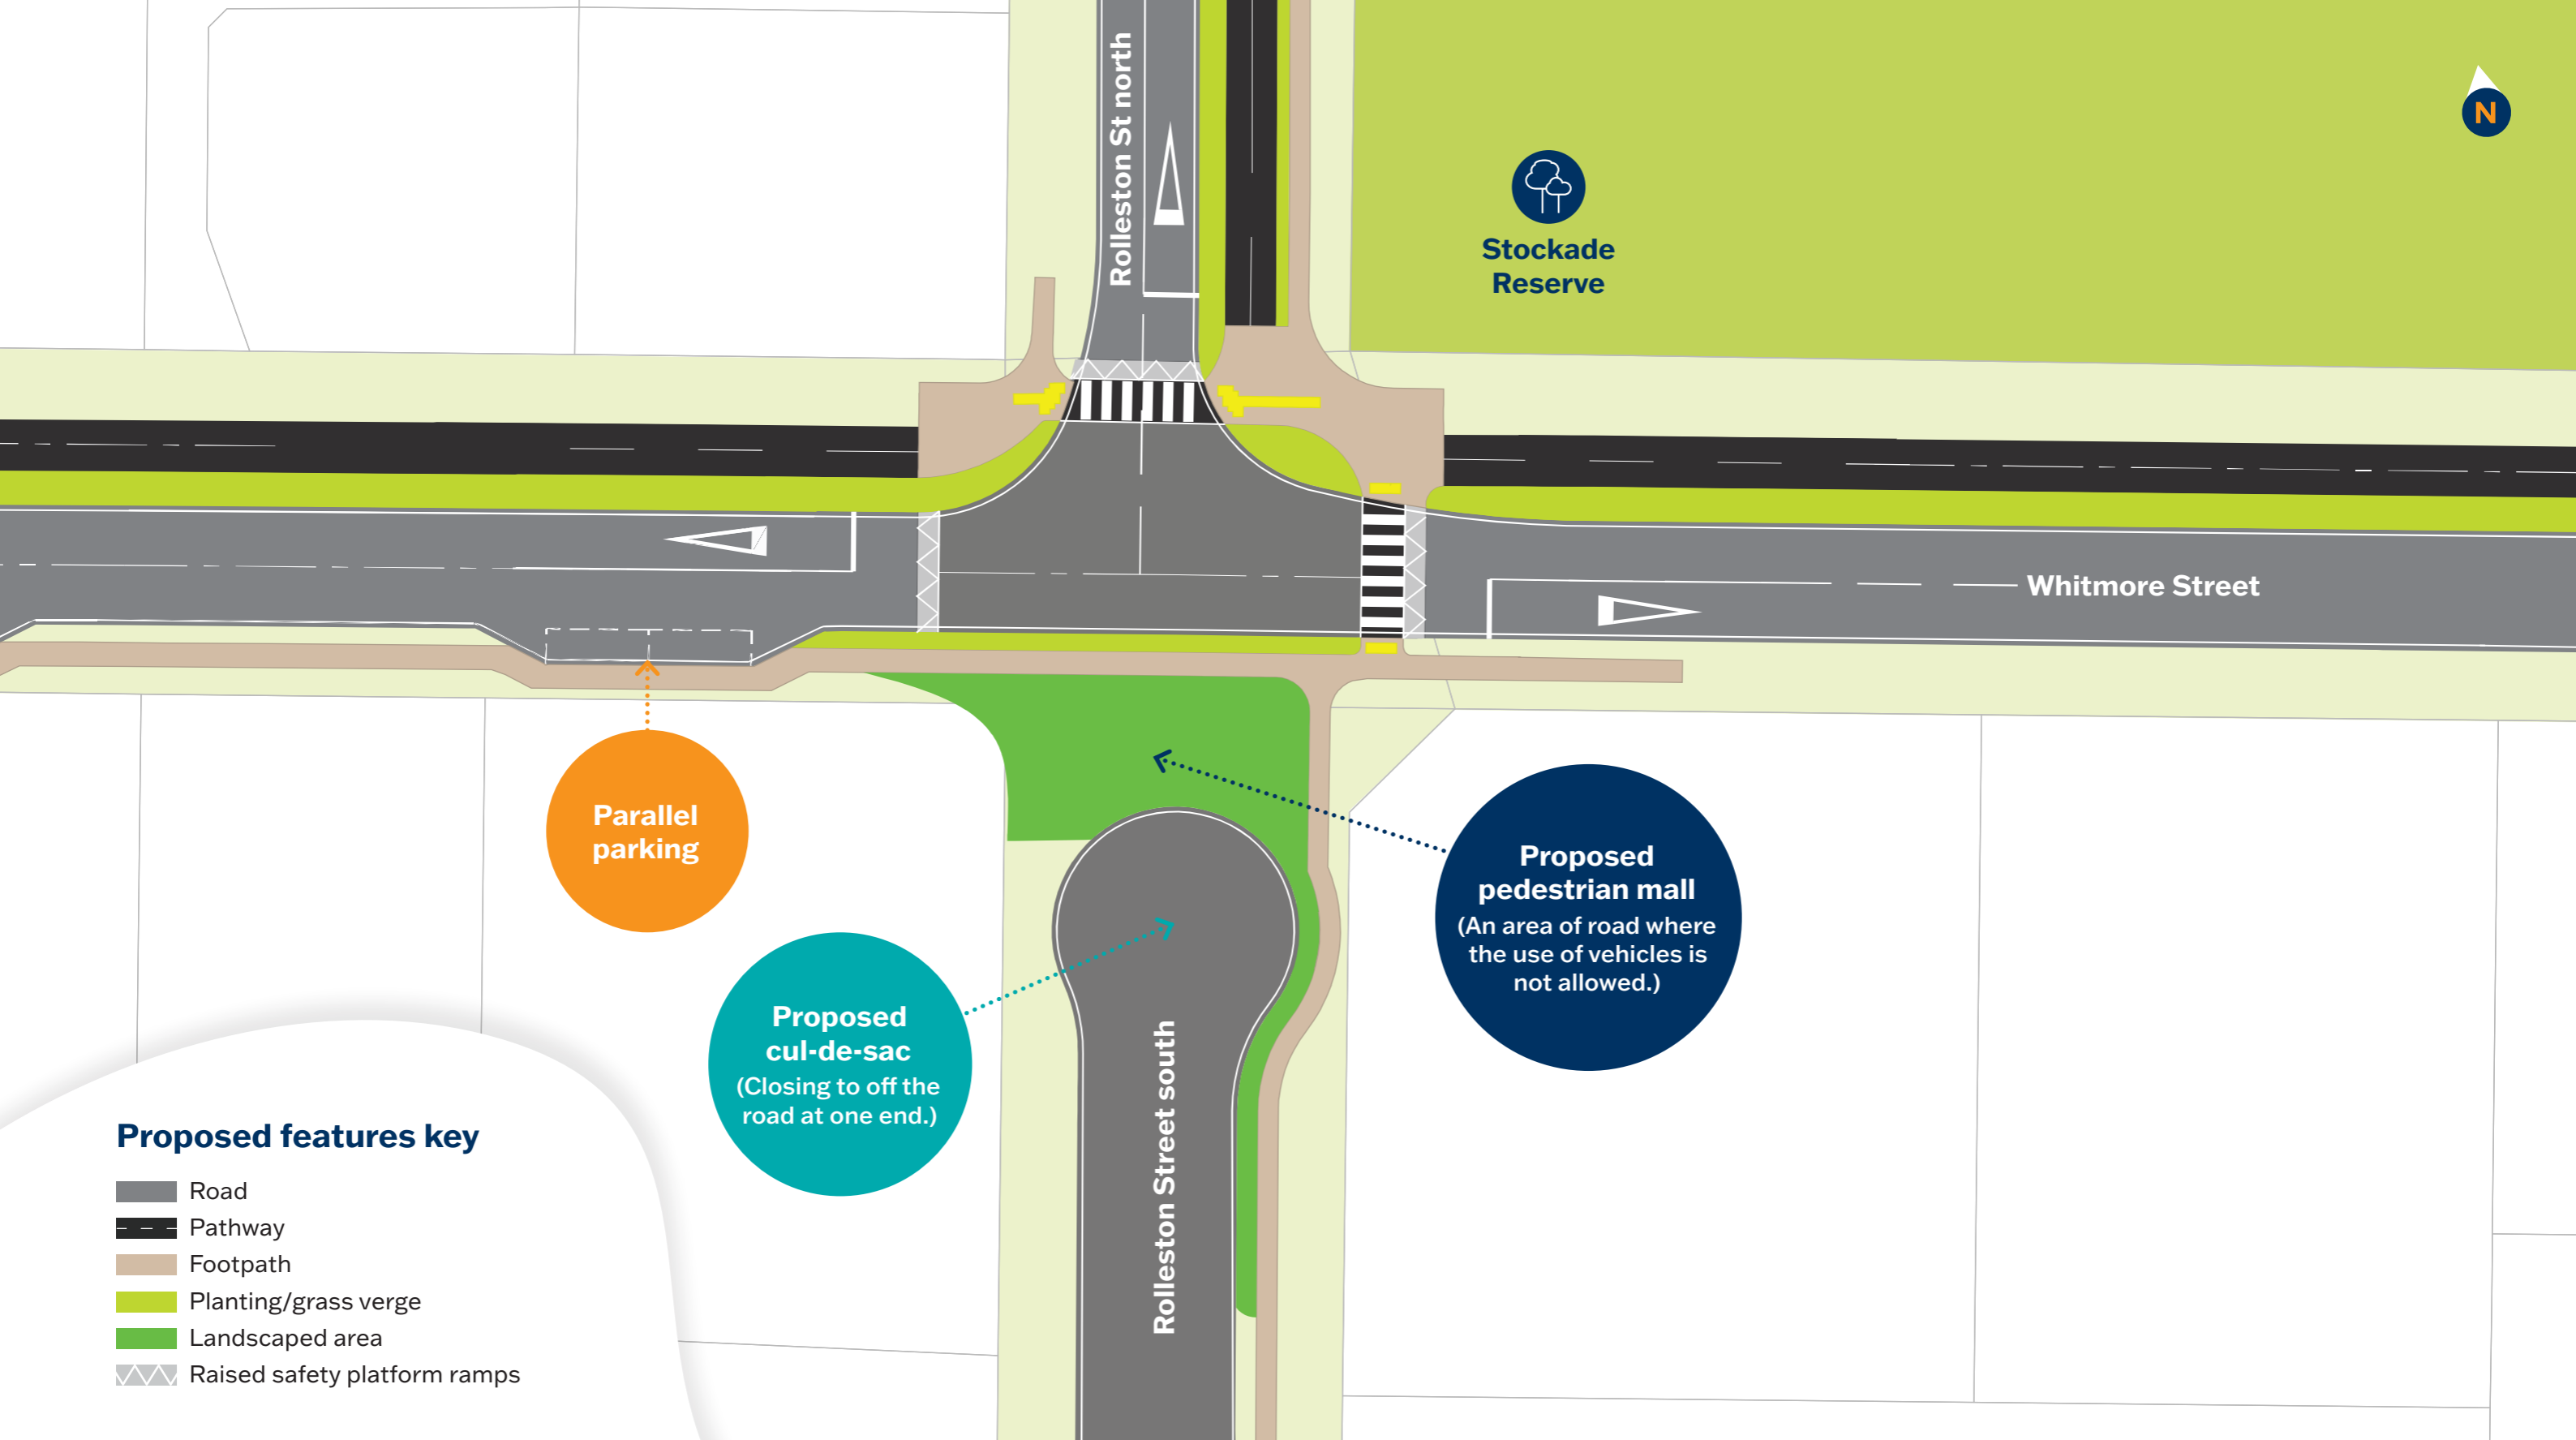 Rolleston St north
N
Stockade
Reserve
Whitmore Street
Parallel
parking
Proposed
pedestrian mall
(An area of road where
the use of vehicles is
not allowed.)
Proposed
cul-de-sac
(Closing to off the
road at one end.)
Rolleston Street south
Proposed features key
Road
Pathway
Footpath
Planting/grass verge
Landscaped area
Raised safety platform ramps